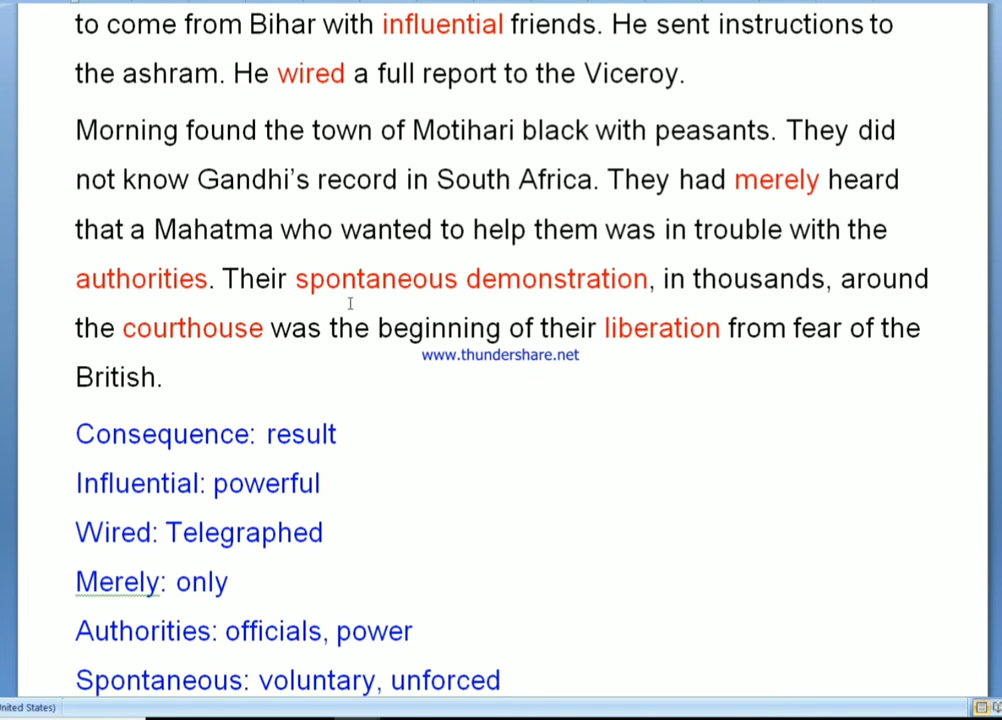 to come from Bihar with influential friends. He sent instructions to
the ashram. He wired a full report to the Viceroy.
Morning found the town of Motihari black with peasants. They did
not know Gandhi's record in South Africa. They had merely heard
that a Mahatma who wanted to help them was in trouble with the
authorities. Their spontaneous demonstration, in thousands, around
the courthouse was the beginning of their liberation from fear of the
www.thundershare.net
British.
Consequence: result
Influential: powerful
Wired: Telegraphed
Merely: only
Authorities: officials, power
Spontaneous: voluntary, unforced
United States)